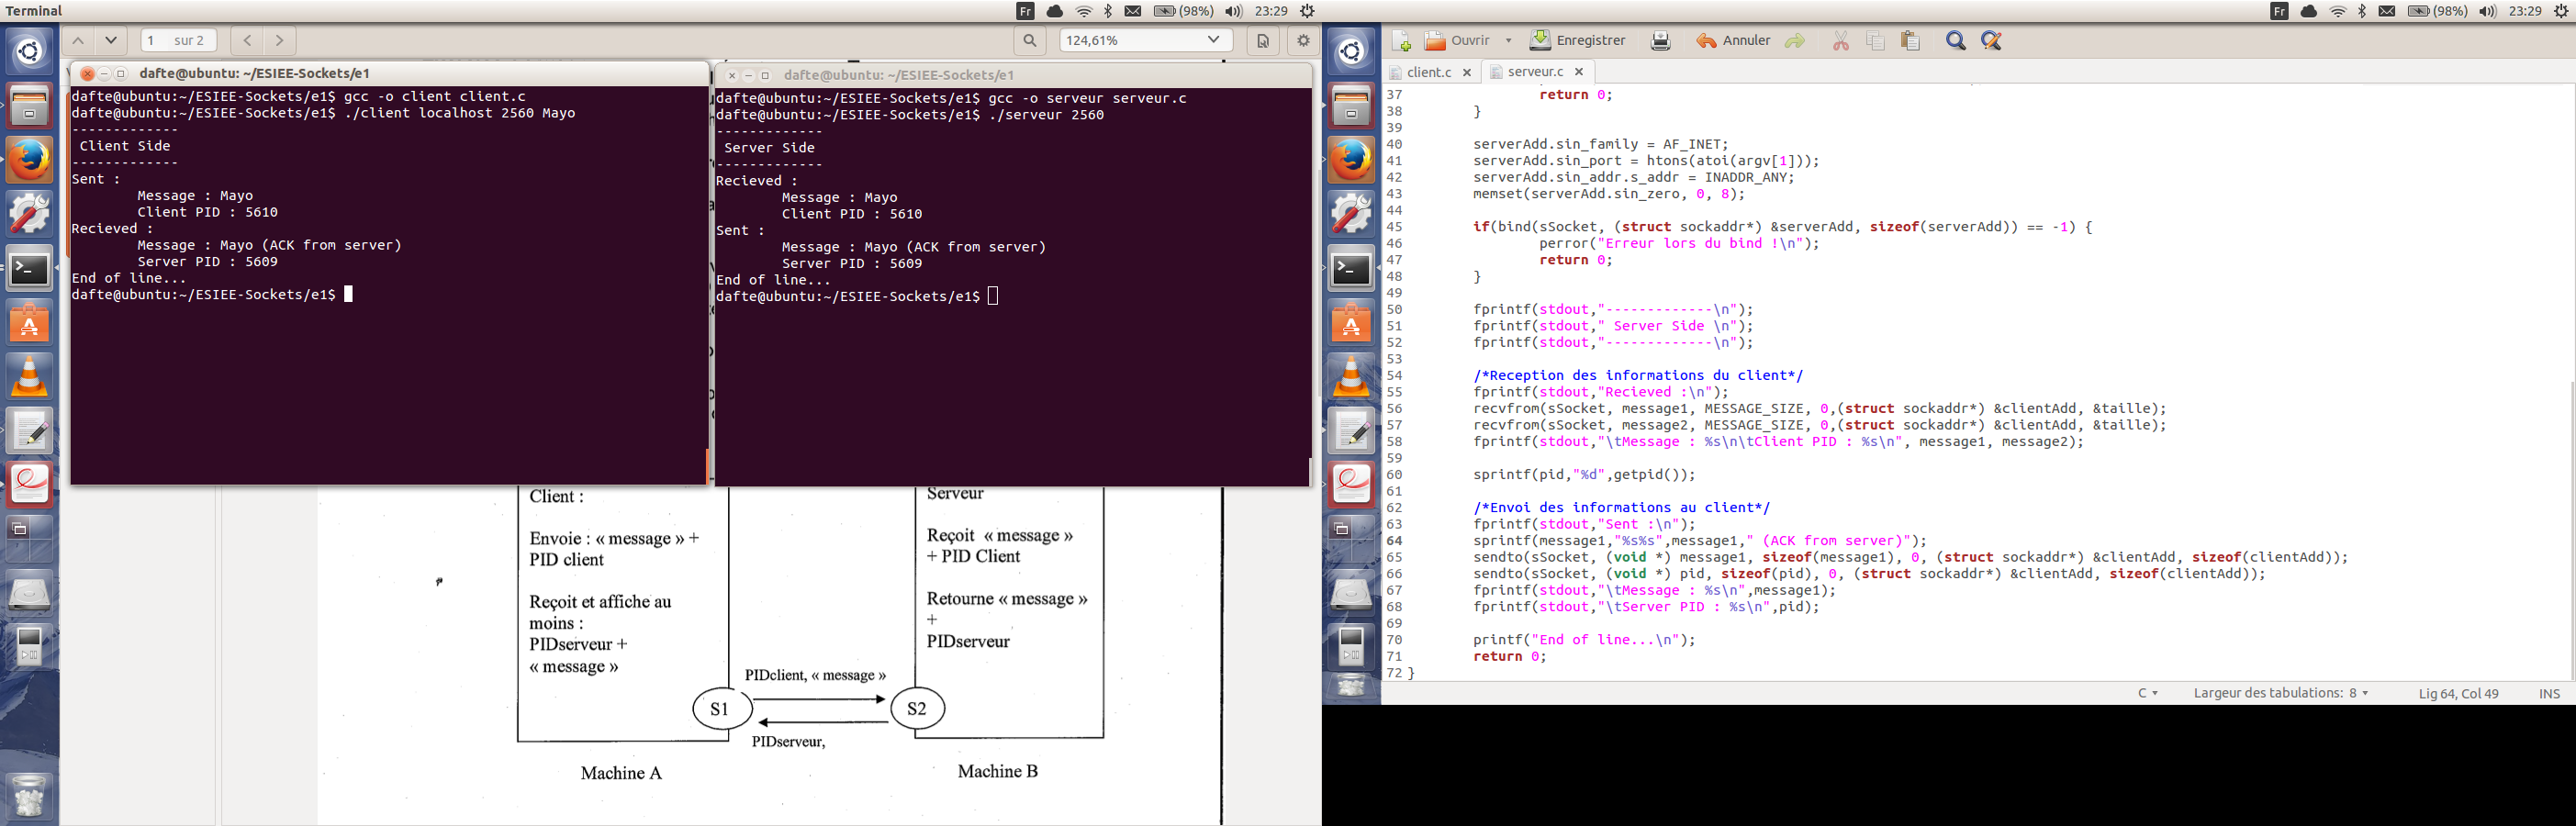 Terminal
Fr (98%) 23:29
Fr (98%) 23:29
1 sur 2
124,61%
dafte@ubuntu: ~/ESIEE-Sockets/e1
dafte@ubuntu:~/ESIEE-Sockets/e1$ gcc -o client client.c
dafte@ubuntu:~/ESIEE-Sockets/e1$ ./client localhost 2560 Mayo
-------------
 Client Side
-------------
Sent :
	Message : Mayo
	Client PID : 5610
Recieved :
	Message : Mayo (ACK from server)
	Server PID : 5609
End of line...
dafte@ubuntu:~/ESIEE-Sockets/e1$
dafte@ubuntu: ~/ESIEE-Sockets/e1
dafte@ubuntu:~/ESIEE-Sockets/e1$ gcc -o serveur serveur.c
dafte@ubuntu:~/ESIEE-Sockets/e1$ ./serveur 2560
-------------
 Server Side
-------------
Recieved :
	Message : Mayo
	Client PID : 5610
Sent :
	Message : Mayo (ACK from server)
	Server PID : 5609
End of line...
dafte@ubuntu:~/ESIEE-Sockets/e1$
Client :
Envoie : « message » +
PID client
Reçoit et affiche au
moins :
PIDserveur +
« message »
Serveur
Reçoit « message »
+ PID Client
Retourne « message »
+
PIDserveur
PIDclient, « message »
S1
S2
PIDserveur,
Machine A
Machine B
Ouvrir
Enregistrer
Annuler
client.c
serveur.c
37 return 0;
38 }
39
40 serverAdd.sin_family = AF_INET;
41 serverAdd.sin_port = htons(atoi(argv[1]));
42 serverAdd.sin_addr.s_addr = INADDR_ANY;
43 memset(serverAdd.sin_zero, 0, 8);
44
45 if(bind(sSocket, (struct sockaddr*) &serverAdd, sizeof(serverAdd)) == -1) {
46 perror("Erreur lors du bind !\n");
47 return 0;
48 }
49
50 fprintf(stdout,"-------------\n");
51 fprintf(stdout," Server Side \n");
52 fprintf(stdout,"-------------\n");
53
54 /*Reception des informations du client*/
55 fprintf(stdout,"Recieved :\n");
56 recvfrom(sSocket, message1, MESSAGE_SIZE, 0,(struct sockaddr*) &clientAdd, &taille);
57 recvfrom(sSocket, message2, MESSAGE_SIZE, 0,(struct sockaddr*) &clientAdd, &taille);
58 fprintf(stdout,"\tMessage : %s\n\tClient PID : %s\n", message1, message2);
59
60 sprintf(pid,"%d",getpid());
61
62 /*Envoi des informations au client*/
63 fprintf(stdout,"Sent :\n");
64 sprintf(message1,"%s%s",message1," (ACK from server)");
65 sendto(sSocket, (void *) message1, sizeof(message1), 0, (struct sockaddr*) &clientAdd, sizeof(clientAdd));
66 sendto(sSocket, (void *) pid, sizeof(pid), 0, (struct sockaddr*) &clientAdd, sizeof(clientAdd));
67 fprintf(stdout,"\tMessage : %s\n",message1);
68 fprintf(stdout,"\tServer PID : %s\n",pid);
69
70 printf("End of line...\n");
71 return 0;
72 }
C Largeur des tabulations: 8 Lig 64, Col 49 INS